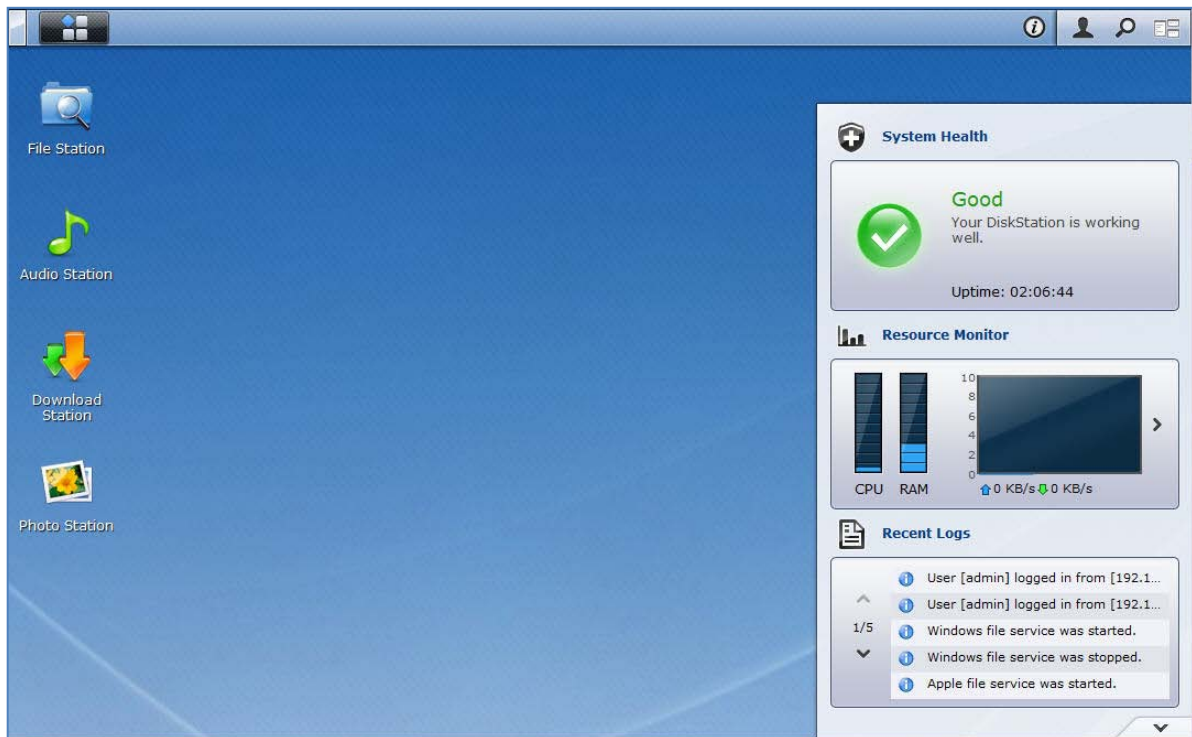 File Station
Audio Station
Download
Station
Photo Station
System Health
Good
Your DiskStation is working
well.
Uptime: 02:06:44
Resource Monitor
10
8
6
4
2
0
CPU RAM
0 KB/s 0 KB/s
Recent Logs
User [admin] logged in from [192.1...
User [admin] logged in from [192.1...
1/5
Windows file service was started.
Windows file service was stopped.
Apple file service was started.